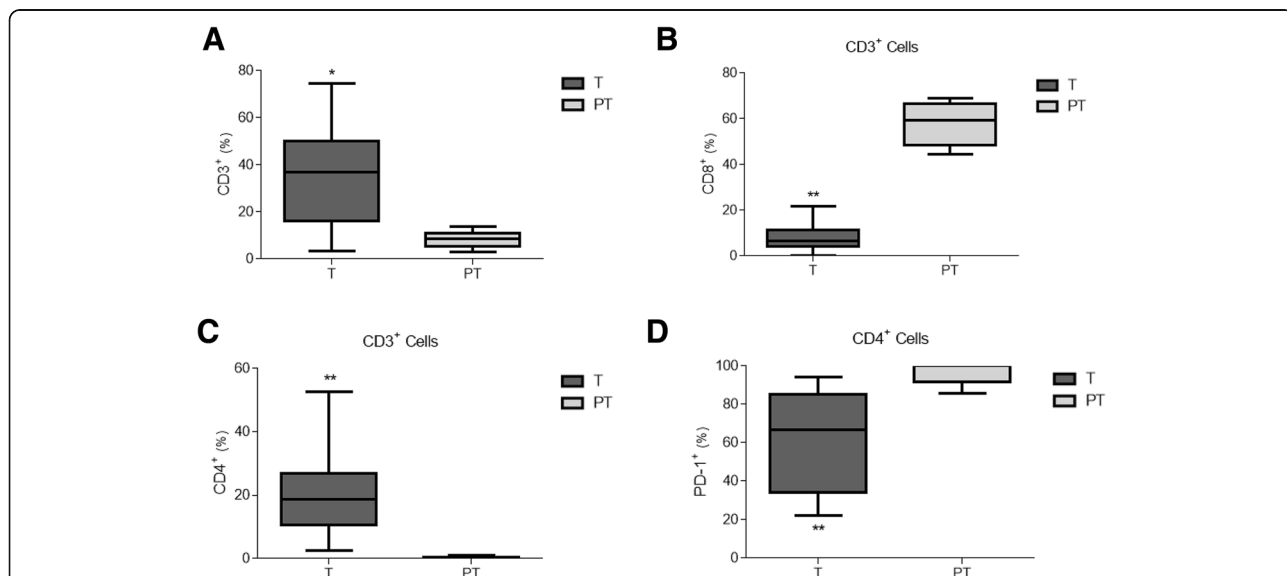 A
CD3+ (%)
80
60
40
20
0
*
T
PT
T
PT
B
CD3+ Cells
CD8+ (%)
80
60
40
20
0
**
T
PT
T
PT
C
CD3+ Cells
CD4+ (%)
60
40
20
0
**
T
PT
T
PT
D
CD4+ Cells
PD-1+ (%)
100
80
60
40
20
0
**
T
PT
T
PT